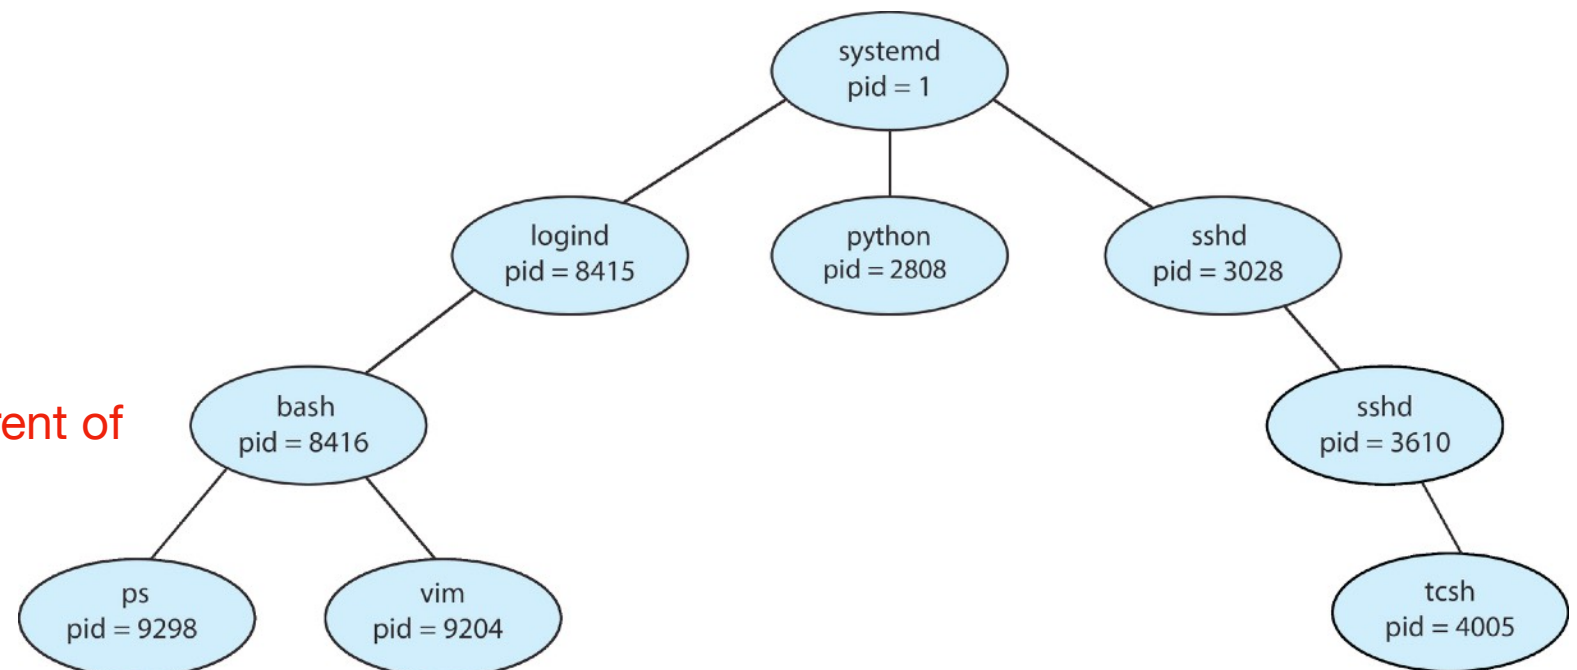 systemd
pid = 1
logind
pid = 8415
python
pid = 2808
sshd
pid = 3028
bash
pid = 8416
sshd
pid = 3610
ps
pid = 9298
vim
pid = 9204
tcsh
pid = 4005
of